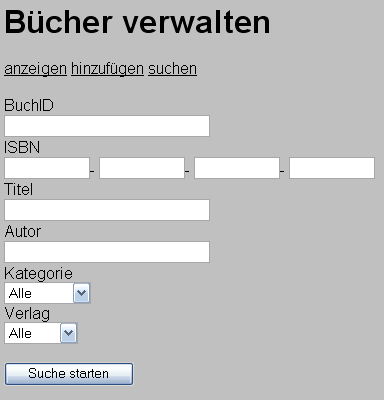 Bücher verwalten
anzeigen hinzufügen suchen
BuchID
ISBN
- - -
Titel
Autor
Kategorie
Alle
Verlag
Alle
Suche starten